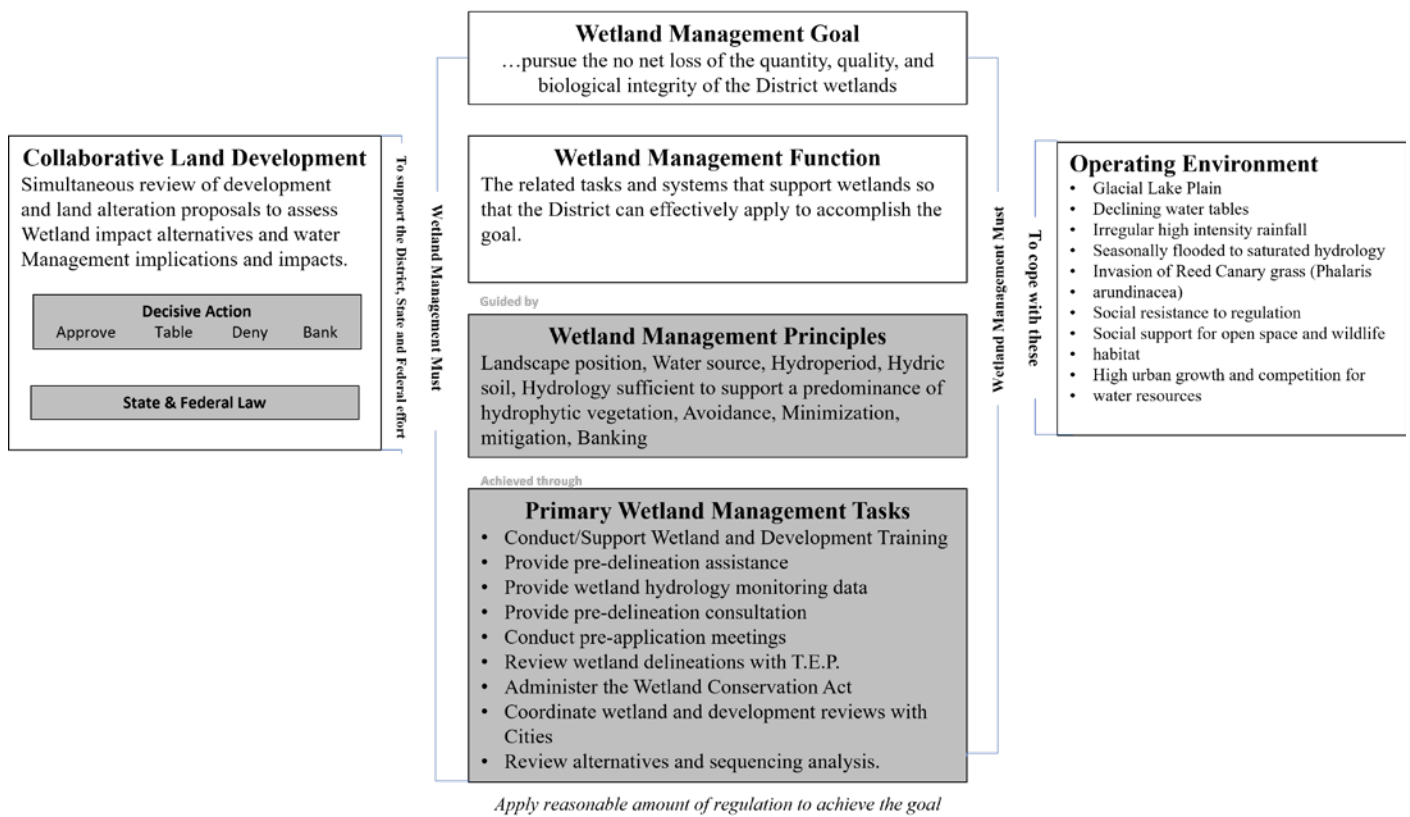 Wetland Management Goal
…pursue the no net loss of the quantity, quality, and
biological integrity of the District wetlands
Collaborative Land Development
Simultaneous review of development
and land alteration proposals to assess
Wetland impact alternatives and water
Management implications and impacts.
Decisive Action
Approve Table Deny Bank
State & Federal Law
To support the District, State and Federal effort
Wetland Management Must
Wetland Management Function
The related tasks and systems that support wetlands so
that the District can effectively apply to accomplish the
goal.
Guided by
Wetland Management Principles
Landscape position, Water source, Hydroperiod, Hydric
soil, Hydrology sufficient to support a predominance of
hydrophytic vegetation, Avoidance, Minimization,
mitigation, Banking
Achieved through
Primary Wetland Management Tasks
• Conduct/Support Wetland and Development Training
• Provide pre-delineation assistance
• Provide wetland hydrology monitoring data
• Provide pre-delineation consultation
• Conduct pre-application meetings
• Review wetland delineations with T.E.P.
• Administer the Wetland Conservation Act
• Coordinate wetland and development reviews with
Cities
• Review alternatives and sequencing analysis.
Wetland Management Must
To cope with these
Operating Environment
• Glacial Lake Plain
• Declining water tables
• Irregular high intensity rainfall
• Seasonally flooded to saturated hydrology
• Invasion of Reed Canary grass (Phalaris
• arundinacea)
• Social resistance to regulation
• Social support for open space and wildlife
• habitat
• High urban growth and competition for
• water resources
Apply reasonable amount of regulation to achieve the goal